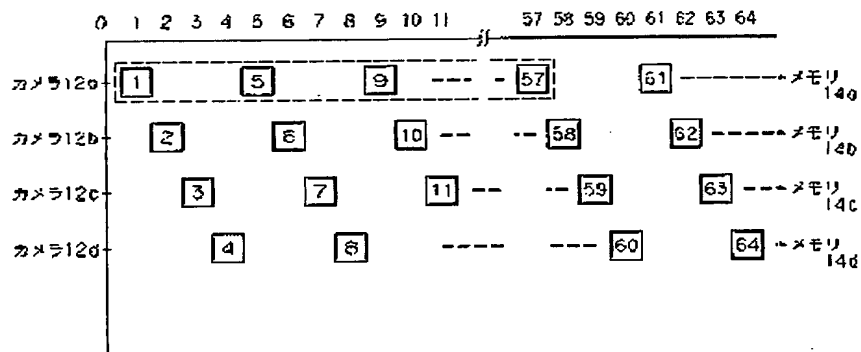 0 1 2 3 4 5 6 7 8 9 10 11 57 58 59 60 61 62 63 64
カメラ12a 1 5 9 57 61 メモリ14a
カメラ12b 2 6 10 58 62 メモリ14b
カメラ12c 3 7 11 59 63 メモリ14c
カメラ12d 4 8 60 64 メモリ14d